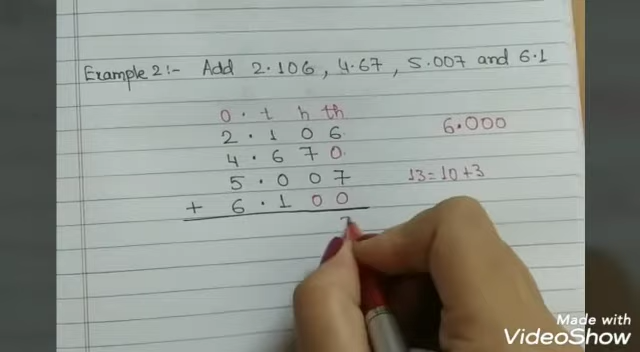 Example 2:- Add 2.106, 4.67, 5.007 and 6.1
O . t h th
2 . 1 0 6
6.000
4 . 6 7 0
5 . 0 0 7
13 = 10 + 3
+ 6 . 1 0 0
Made with
VideoShow